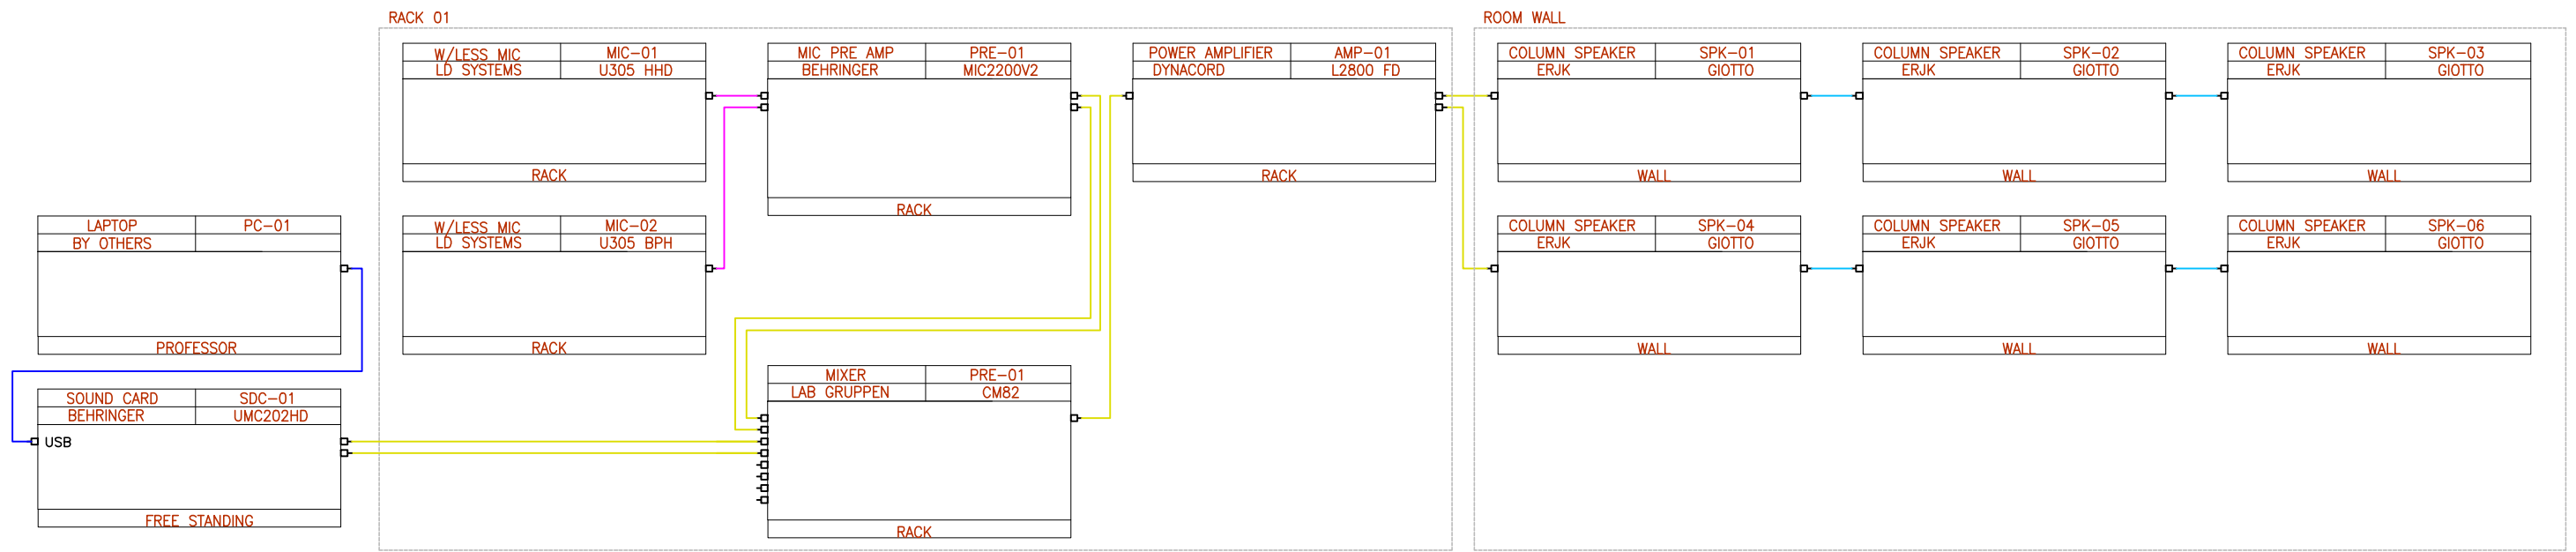 RACK 01
ROOM WALL
W/LESS MIC MIC-01
LD SYSTEMS U305 HHD
RACK
MIC PRE AMP PRE-01
BEHRINGER MIC2200V2
RACK
POWER AMPLIFIER AMP-01
DYNACORD L2800 FD
RACK
COLUMN SPEAKER SPK-01
ERJK GIOTTO
WALL
COLUMN SPEAKER SPK-02
ERJK GIOTTO
WALL
COLUMN SPEAKER SPK-03
ERJK GIOTTO
WALL
LAPTOP PC-01
BY OTHERS
PROFESSOR
W/LESS MIC MIC-02
LD SYSTEMS U305 BPH
RACK
COLUMN SPEAKER SPK-04
ERJK GIOTTO
WALL
COLUMN SPEAKER SPK-05
ERJK GIOTTO
WALL
COLUMN SPEAKER SPK-06
ERJK GIOTTO
WALL
SOUND CARD SDC-01
BEHRINGER UMC202HD
USB
FREE STANDING
MIXER PRE-01
LAB GRUPPEN CM82
RACK